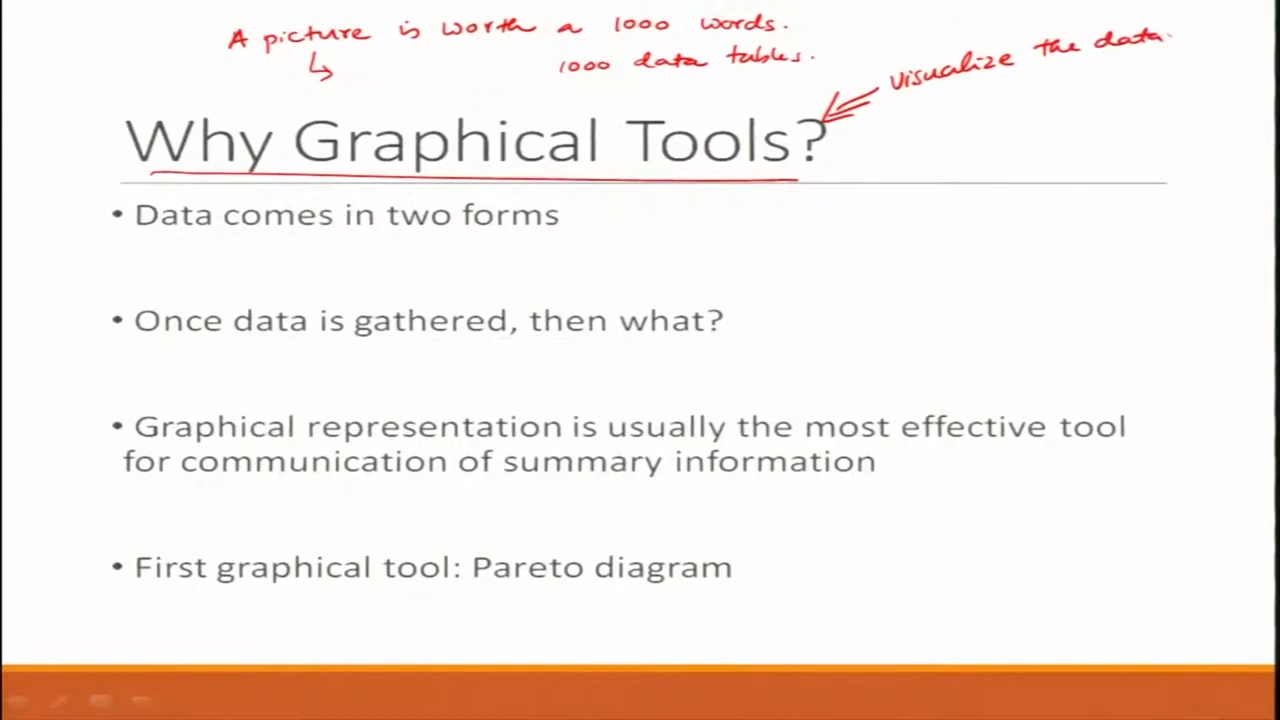 A picture is worth a 1000 words.
1000 data tables.
visualize the data.
Why Graphical Tools?
• Data comes in two forms
• Once data is gathered, then what?
• Graphical representation is usually the most effective tool
for communication of summary information
• First graphical tool: Pareto diagram